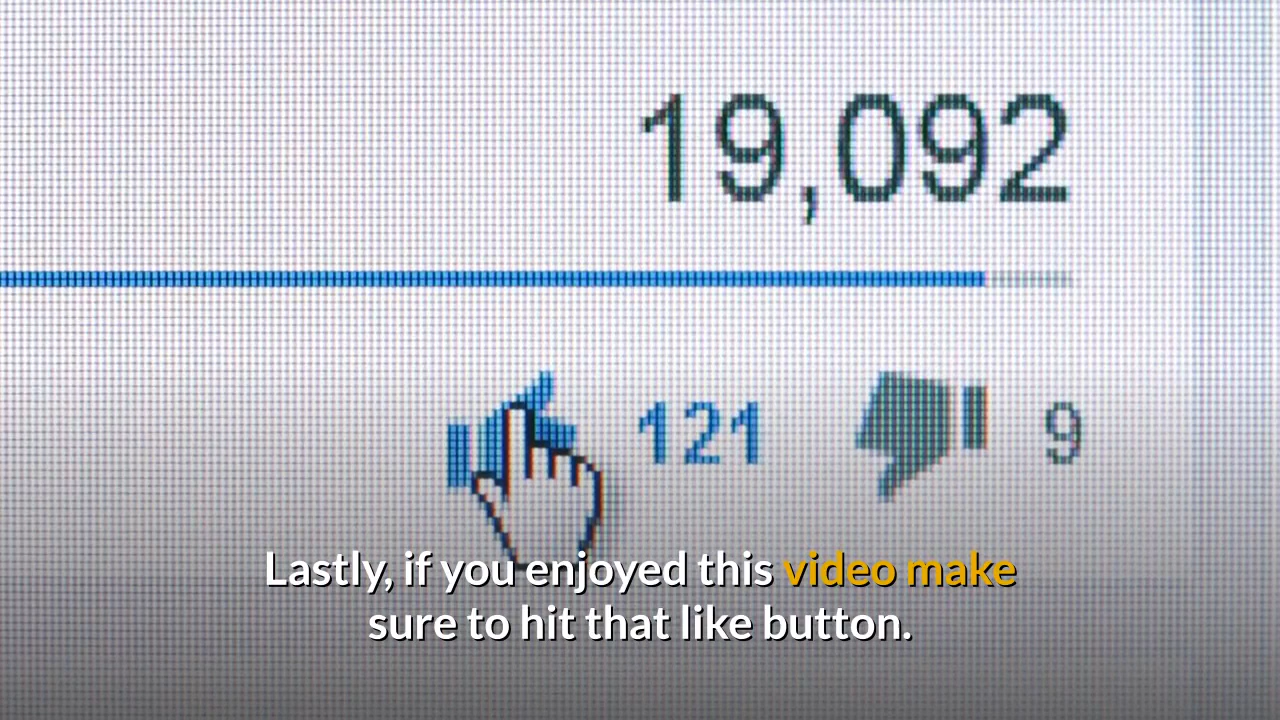 19,092
121 9
Lastly, if you enjoyed this video make
sure to hit that like button.